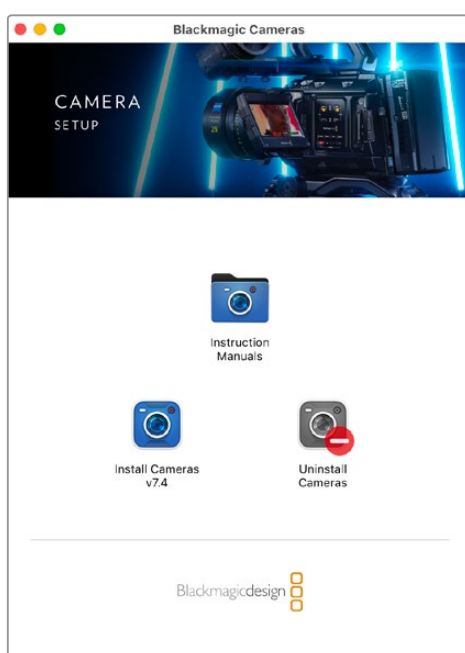 Blackmagic Cameras
CAMERA
SETUP
Instruction
Manuals
Install Cameras
v7.4
Uninstall
Cameras
Blackmagicdesign